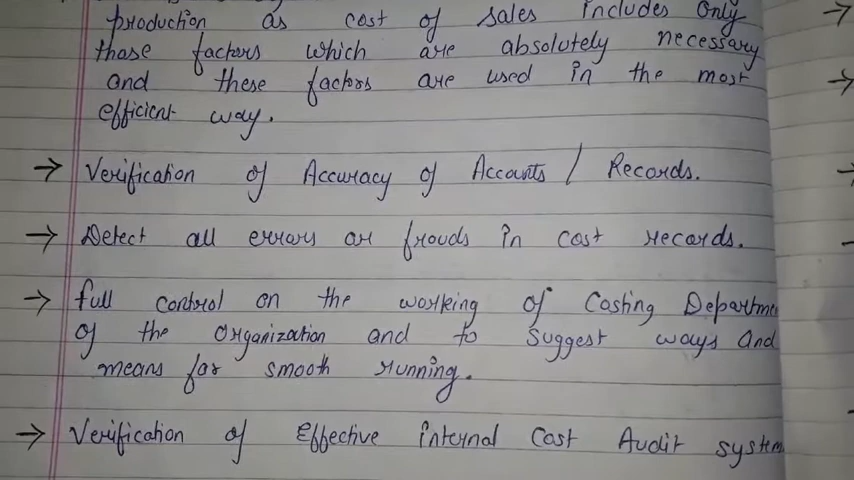 production as cost of sales includes only
those factors which are absolutely necessary
and these factors are used in the most
efficient way.
→ Verification of Accuracy of Accounts / Records.
→ Detect all errors or frouds in cost records.
→ full control on the working of Costing Departme
of the Organization and to suggest ways and
means for smooth running.
→ Verification of Effective internal Cost Audit system